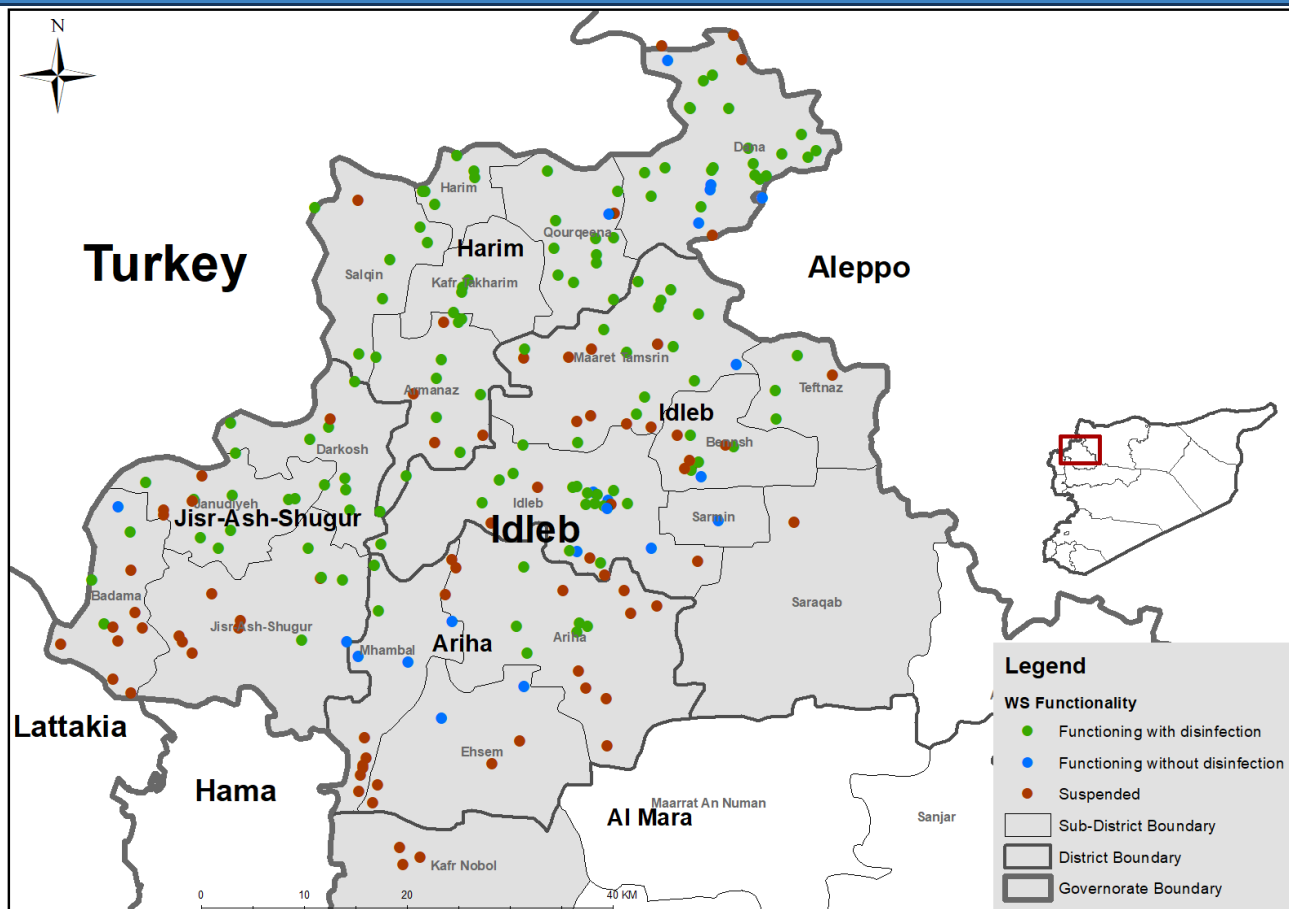 N
Dana
Harim
Qourqeena
Harim
Turkey
Aleppo
Salqin
Kafr Takharim
Maaret Tamsrin
Teftnaz
Armanaz
Idleb
Bennsh
Darkosh
Janudiyeh
Idleb
Sarmin
Jisr-Ash-Shugur
Idleb
Badama
Saraqab
Jisr-Ash-Shugur
Ariha
Mhambal
Ariha
Legend
WS Functionality
Lattakia
Functioning with disinfection
Ehsem
Functioning without disinfection
Hama
Suspended
Maarrat An Numan
Al Mara
Sanjar
Sub-District Boundary
District Boundary
Kafr Nobol
Governorate Boundary
0 20 40 KM